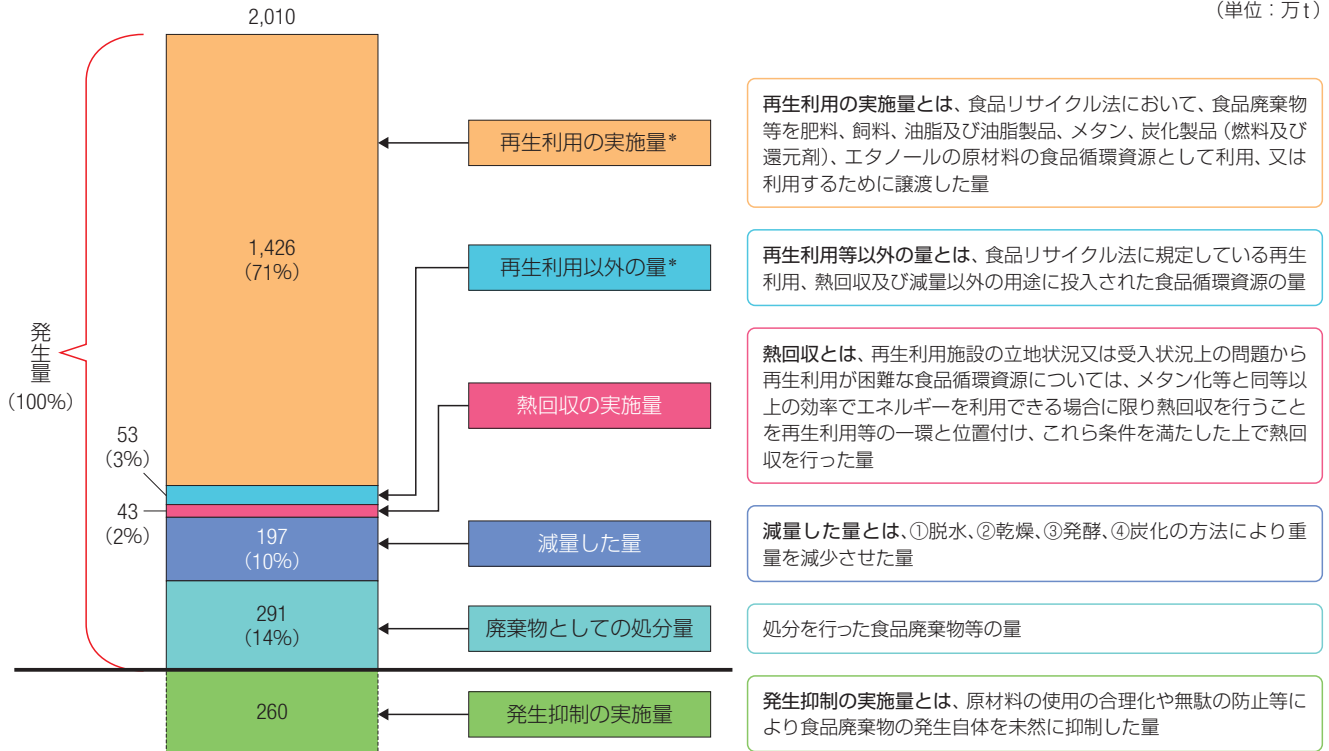 2,010
（単位：万t）
再生利用の実施量*
再生利用の実施量とは、食品リサイクル法において、食品廃棄物
等を肥料、飼料、油脂及び油脂製品、メタン、炭化製品（燃料及び
還元剤）、エタノールの原材料の食品循環資源として利用、又は
利用するために譲渡した量
1,426
(71%)
再生利用以外の量*
再生利用等以外の量とは、食品リサイクル法に規定している再生
利用、熱回収及び減量以外の用途に投入された食品循環資源の量
発生量
(100%)
熱回収の実施量
熱回収とは、再生利用施設の立地状況又は受入状況上の問題から
再生利用が困難な食品循環資源については、メタン化等と同等以
上の効率でエネルギーを利用できる場合に限り熱回収を行うこと
を再生利用等の一環と位置付け、これら条件を満たした上で熱回
収を行った量
53
(3%)
43
(2%)
197
(10%)
減量した量
減量した量とは、①脱水、②乾燥、③発酵、④炭化の方法により重
量を減少させた量
291
(14%)
廃棄物としての処分量
処分を行った食品廃棄物等の量
260
発生抑制の実施量
発生抑制の実施量とは、原材料の使用の合理化や無駄の防止等に
より食品廃棄物の発生自体を未然に抑制した量